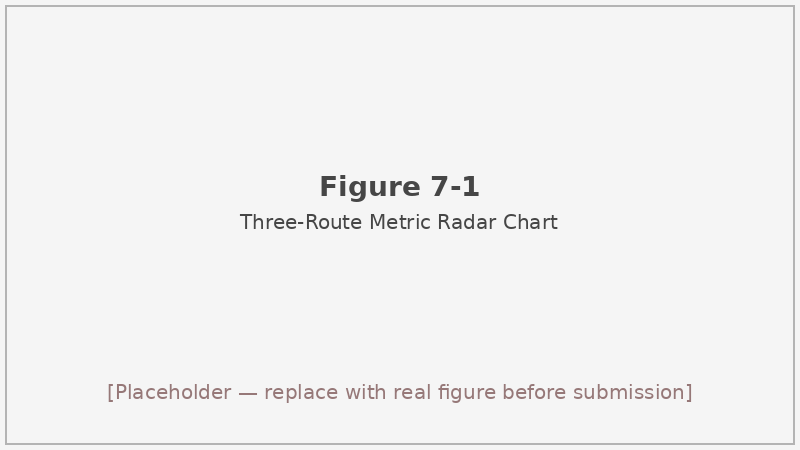 Figure 7-1
Three-Route Metric Radar Chart
[Placeholder — replace with real figure before submission]